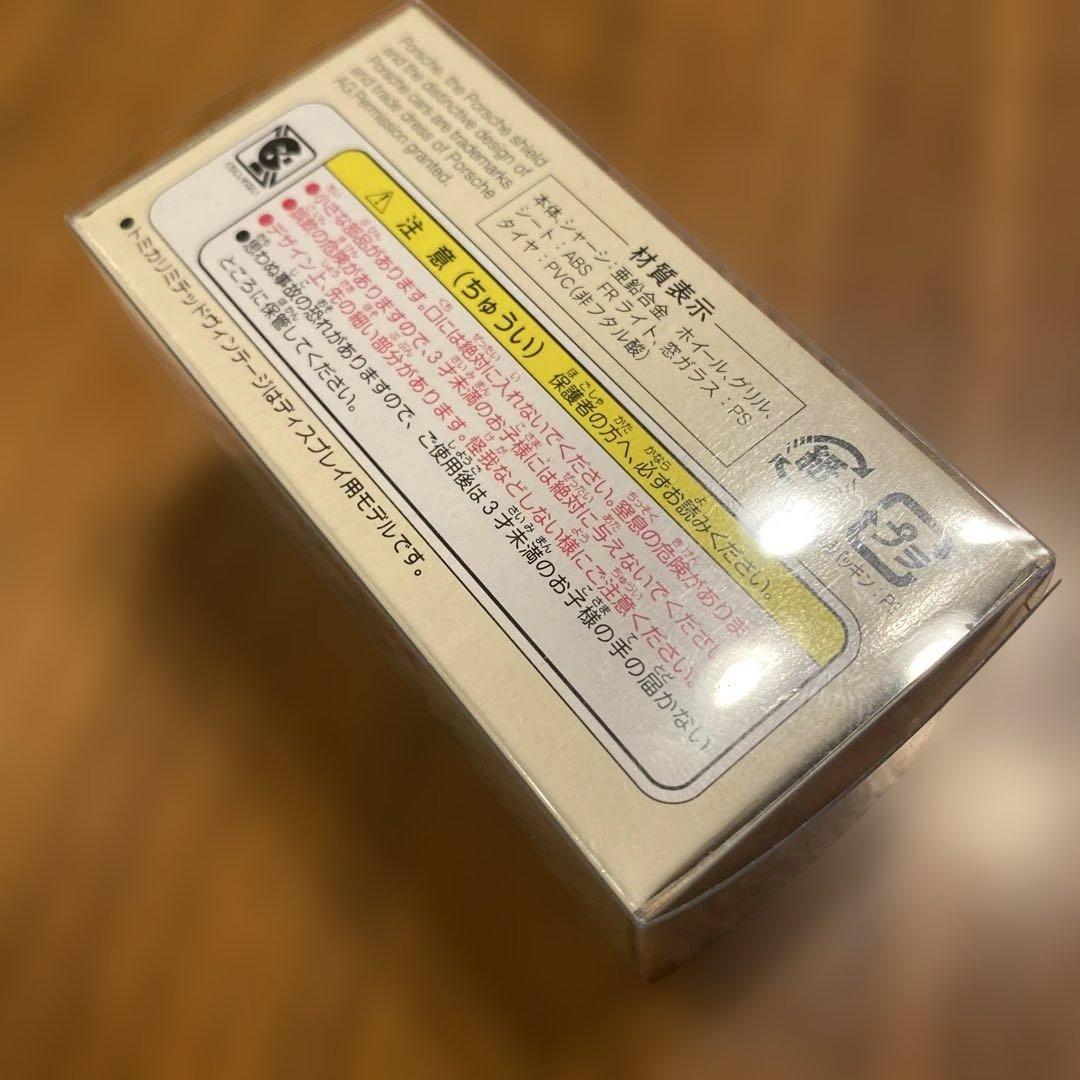 Porsche, the Porsche shield
and the distinctive design of
Porsche cars are trademarks
and trade dress of Porsche
AG.Permission granted.
材質表示
本体、シャーシ：亜鉛合金 ホイール、グリル、
シート：ABS FRライト、窓ガラス：PS
タイヤ：PVC(非フタル酸)
注意(ちゅうい) 保護者の方へ、必ずお読みください。
●小さな部品があります。口には絶対に入れないでください。窒息の危険がありま
●窒息の危険がありますので、3才未満のお子様には絶対に与えないでください
●デザイン上、先の細い部分があります。怪我などしない様にご注意ください。
●思わぬ事故の恐れがありますので、ご使用後は3才未満のお子様の手の届かない
ところに保管してください。
●トミカリミテッドヴィンテージはディスプレイ用モデルです。
プラ